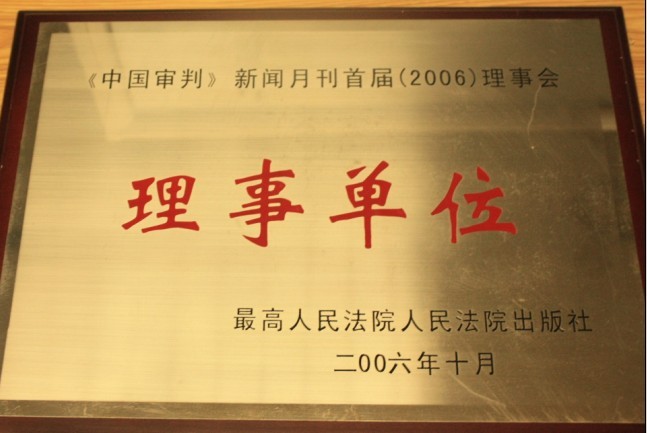 《中国审判》新闻月刊首届(2006)理事会
理事单位
最高人民法院人民法院出版社
二00六年十月